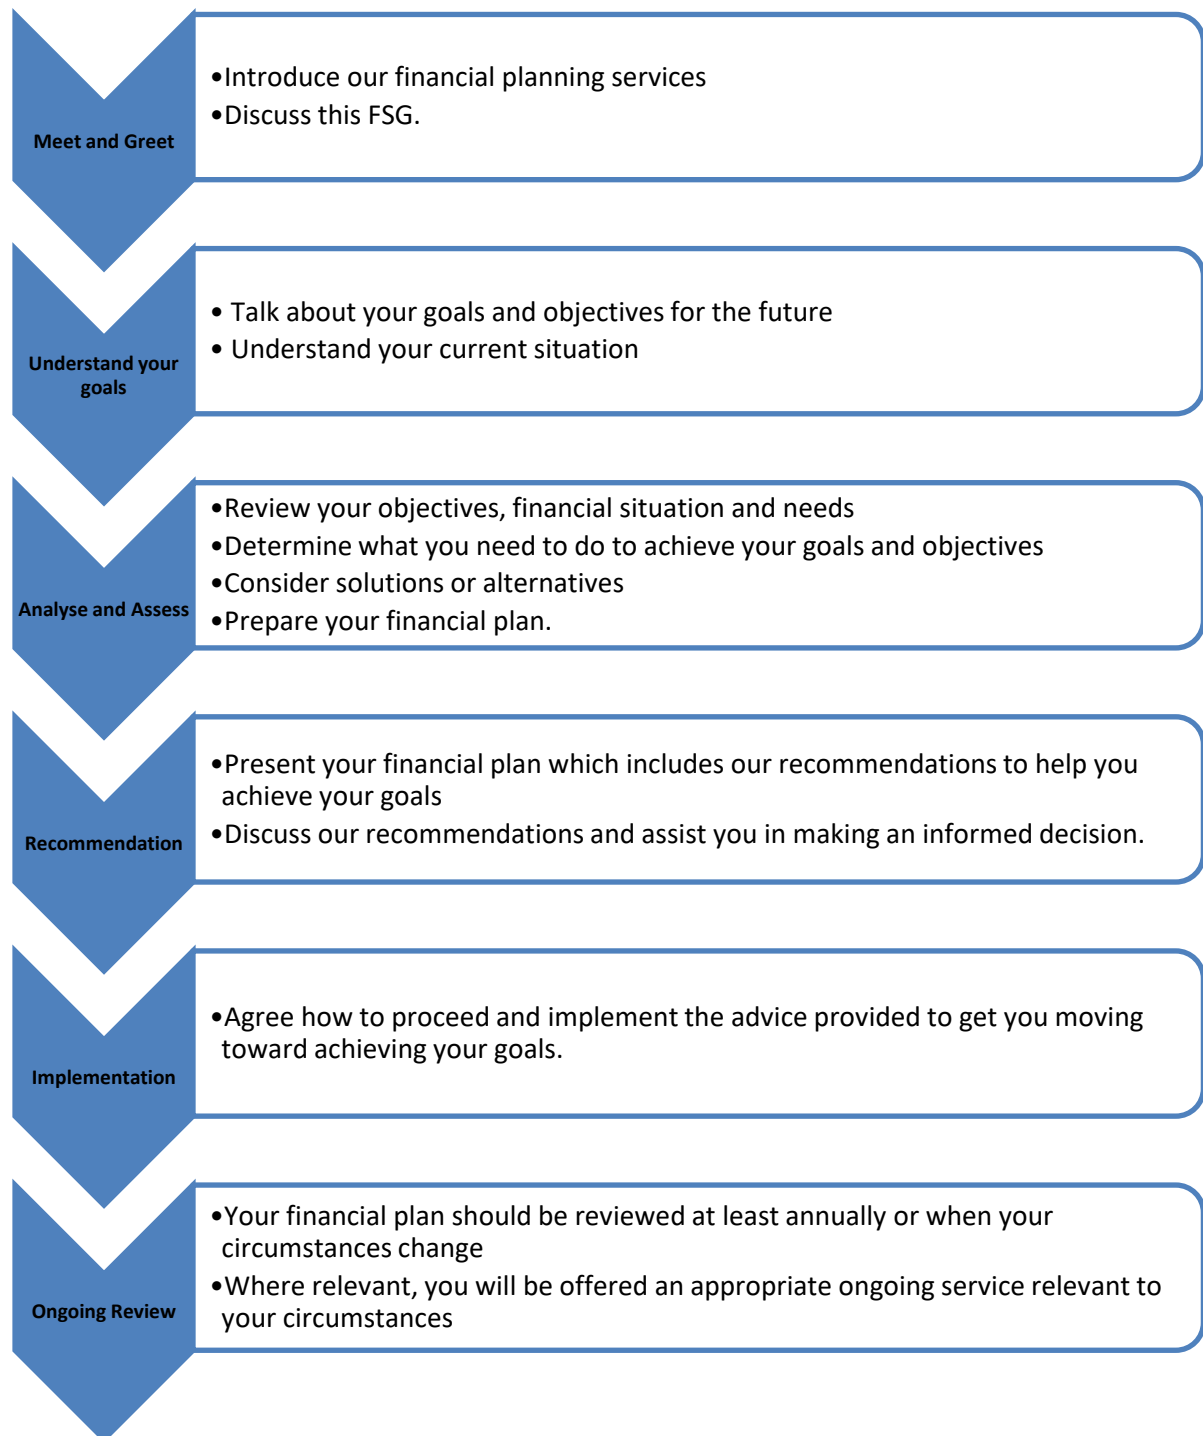 Meet and Greet
•Introduce our financial planning services
•Discuss this FSG.
Understand your
goals
• Talk about your goals and objectives for the future
• Understand your current situation
Analyse and Assess
•Review your objectives, financial situation and needs
•Determine what you need to do to achieve your goals and objectives
•Consider solutions or alternatives
•Prepare your financial plan.
Recommendation
•Present your financial plan which includes our recommendations to help you
achieve your goals
•Discuss our recommendations and assist you in making an informed decision.
Implementation
•Agree how to proceed and implement the advice provided to get you moving
toward achieving your goals.
Ongoing Review
•Your financial plan should be reviewed at least annually or when your
circumstances change
•Where relevant, you will be offered an appropriate ongoing service relevant to
your circumstances